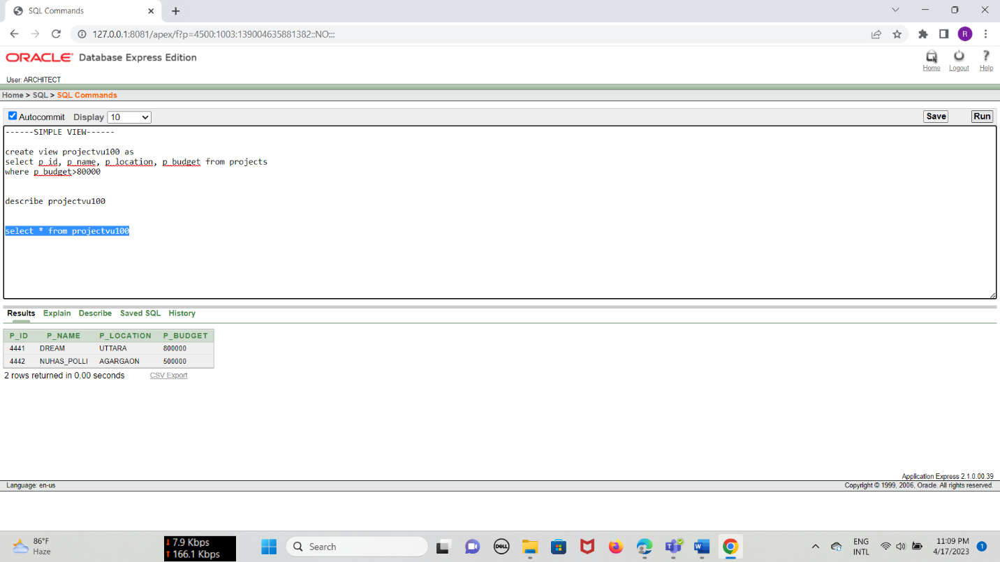 SQL Commands
127.0.0.1:8081/apex/f?p=4500:1003:139004635881382::NO:::
R
ORACLE Database Express Edition
Home Logout Help
User: ARCHITECT
Home > SQL > SQL Commands
Autocommit Display 10 Save Run
------SIMPLE VIEW------
create view projectvu100 as
select p_id, p_name, p_location, p_budget from projects
where p_budget>80000
describe projectvu100
select * from projectvu100
Results Explain Describe Saved SQL History
P_ID P_NAME P_LOCATION P_BUDGET
4441 DREAM UTTARA 800000
4442 NUHAS_POLLI AGARGAON 500000
2 rows returned in 0.00 seconds CSV Export
Application Express 2.1.0.00.39
Language: en-us Copyright © 1999, 2006, Oracle. All rights reserved.
86°F
Haze
7.9 Kbps
166.1 Kbps
Search
DELL
ENG
INTL
11:09 PM
4/17/2023
1